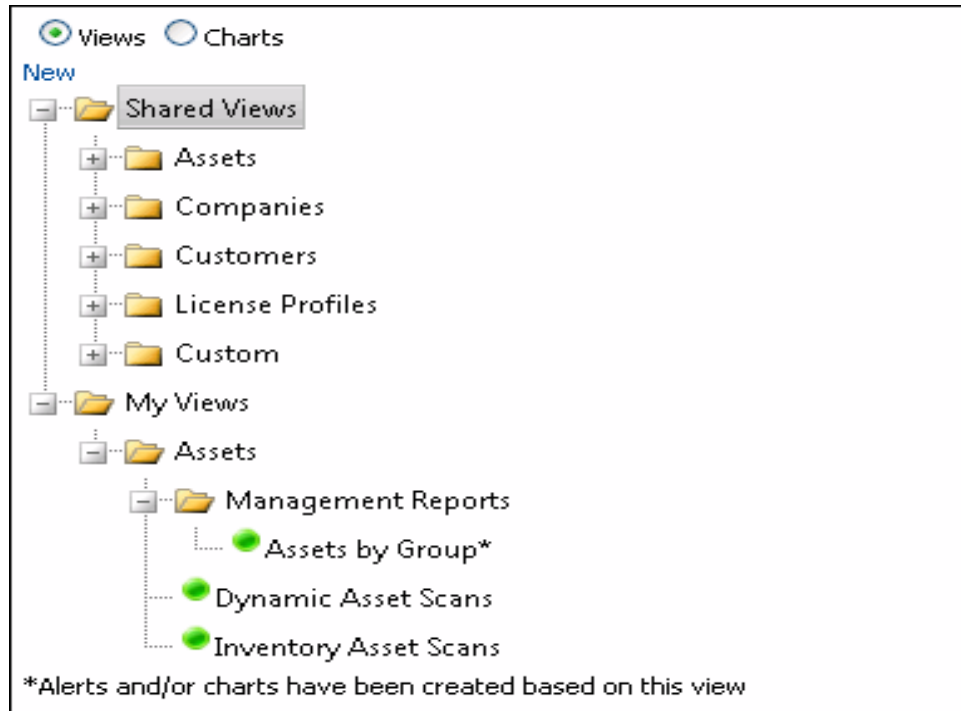 Views Charts
New
Shared Views
Assets
Companies
Customers
License Profiles
Custom
My Views
Assets
Management Reports
Assets by Group*
Dynamic Asset Scans
Inventory Asset Scans
*Alerts and/or charts have been created based on this view